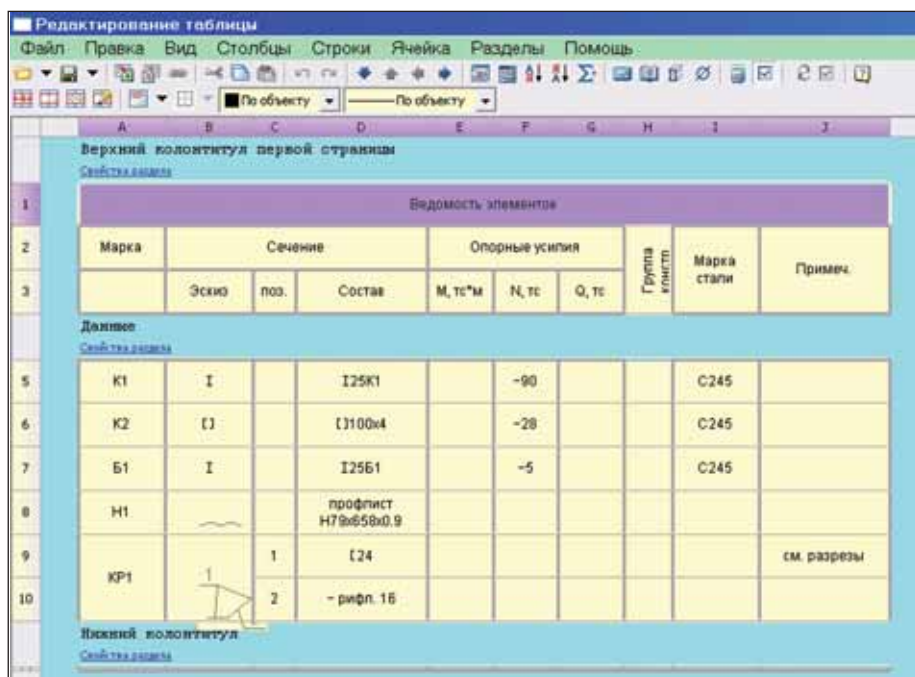 Редактирование таблицы
Файл Правка Вид Столбцы Строки Ячейка Разделы Помощь
По объекту По объекту
A B C D E F G H I J
Верхний колонтитул первой страницы
Свойства раздела
1 Ведомость элементов
2 Марка Сечение Опорные усилия Группа констр Марка стали Примеч.
3 Эскиз поз. Состав M, тс*м N, тс Q, тс
Данные
Свойства раздела
5 К1 I I25К1 -90 С245
6 К2 [] []100x4 -28 С245
7 Б1 I I25Б1 -5 С245
8 Н1 профлист
Н79x658x0.9
9 КР1 1 1 [24 см. разрезы
10 2 - рифл. 16
Нижний колонтитул
Свойства раздела